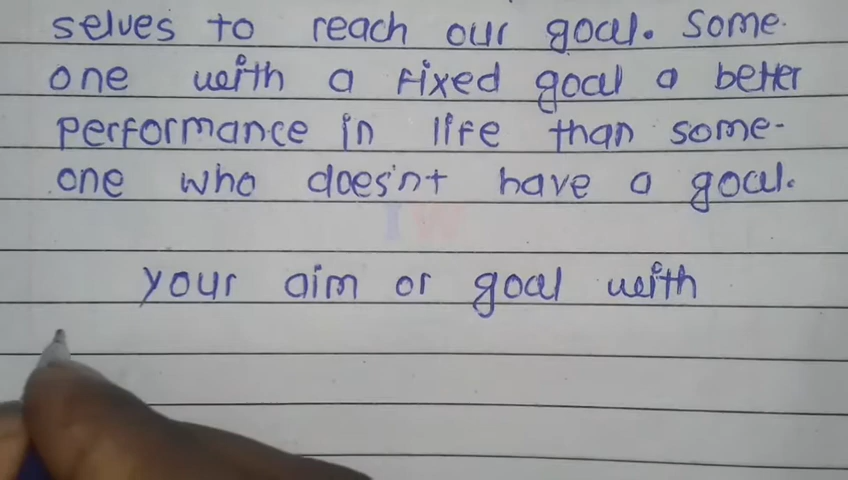 selves to reach our goal. Some
one with a fixed goal a better
performance in life than some-
one who does'nt have a goal.
your aim or goal with